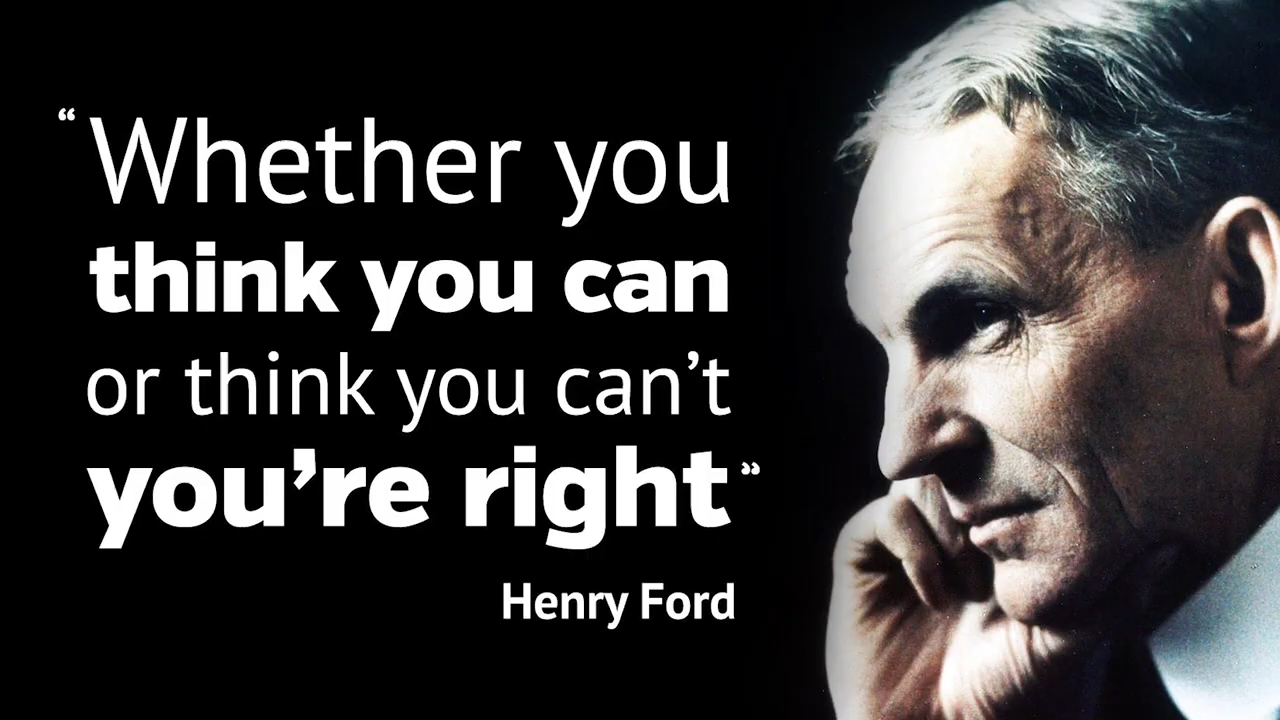 “Whether you
think you can
or think you can’t
you’re right”
Henry Ford